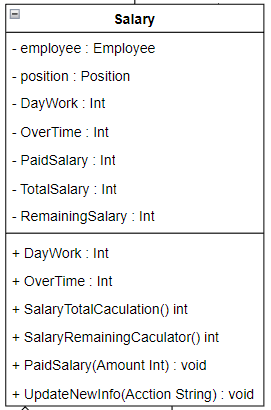 Salary
- employee : Employee
- position : Position
- DayWork : Int
- OverTime : Int
- PaidSalary : Int
- TotalSalary : Int
- RemainingSalary : Int
+ DayWork : Int
+ OverTime : Int
+ SalaryTotalCaculation() int
+ SalaryRemainingCaculator() int
+ PaidSalary(Amount Int) : void
+ UpdateNewInfo(Acction String) : void